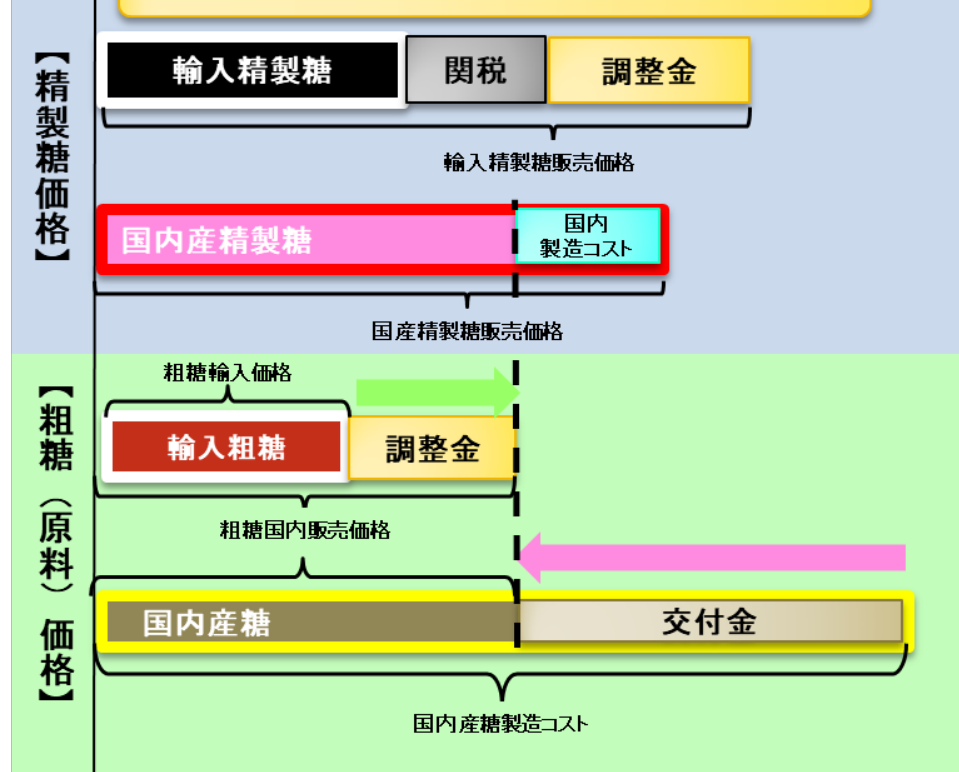 【精製糖価格】
輸入精製糖
関税
調整金
輸入精製糖販売価格
国内産精製糖
国内
製造コスト
国産精製糖販売価格
【粗糖（原料）価格】
粗糖輸入価格
輸入粗糖
調整金
粗糖国内販売価格
国内産糖
交付金
国内産糖製造コスト